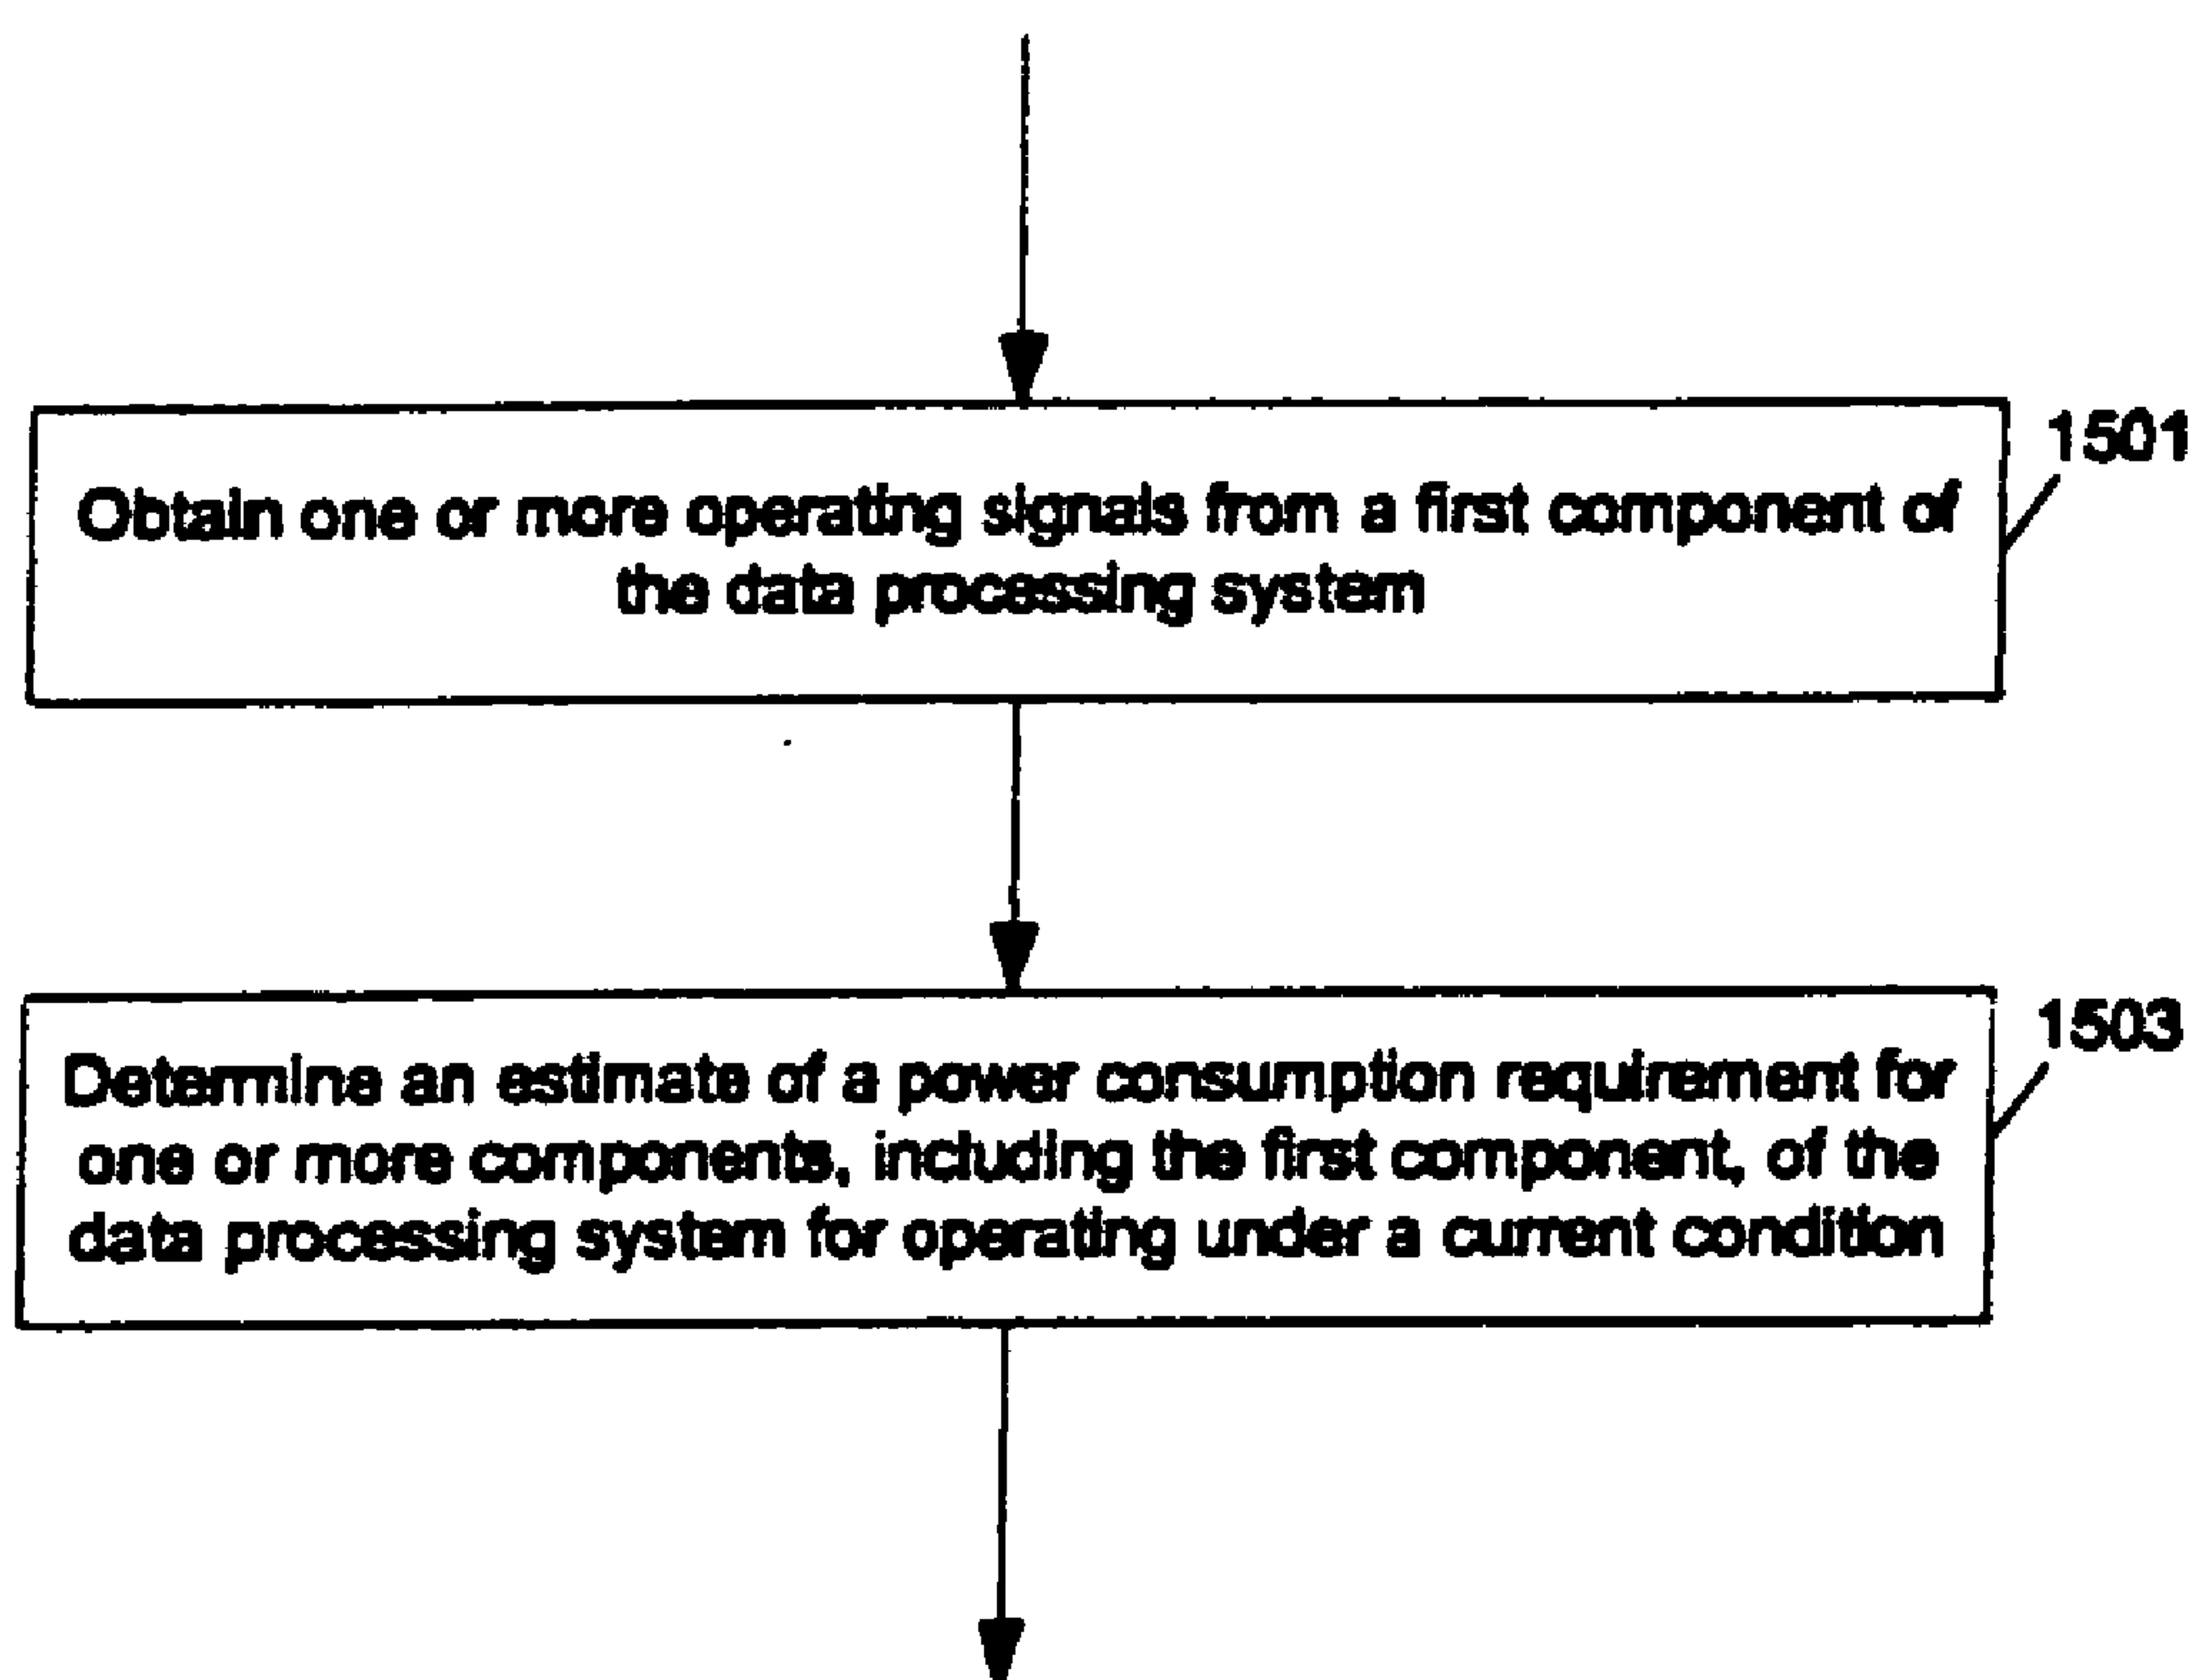 1501
Obtain one or more operating signals from a first component of
the data processing system
1503
Determine an estimate of a power consumption requirement for
one or more components, including the first component, of the
data processing system for operating under a current condition